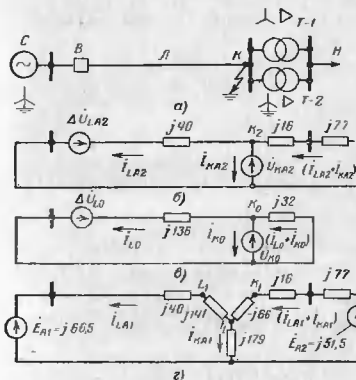 С В Л К T-1 Н T-2
а)
ΔU̇LA2 j40 K2 j16 j77
İLA2 İKA2 U̇KA2 (İLA2+İKA2)
б)
ΔU̇L0 j136 K0 j32
İL0 İK0 (İL0+İK0) U̇K0
в)
j40 j141 L1 K1 j16 j77
İLA1 -j66 (İLA1+İKA1)
ĖA1=j66,5 İKA1 j179 ĖA2=j51,5
г)